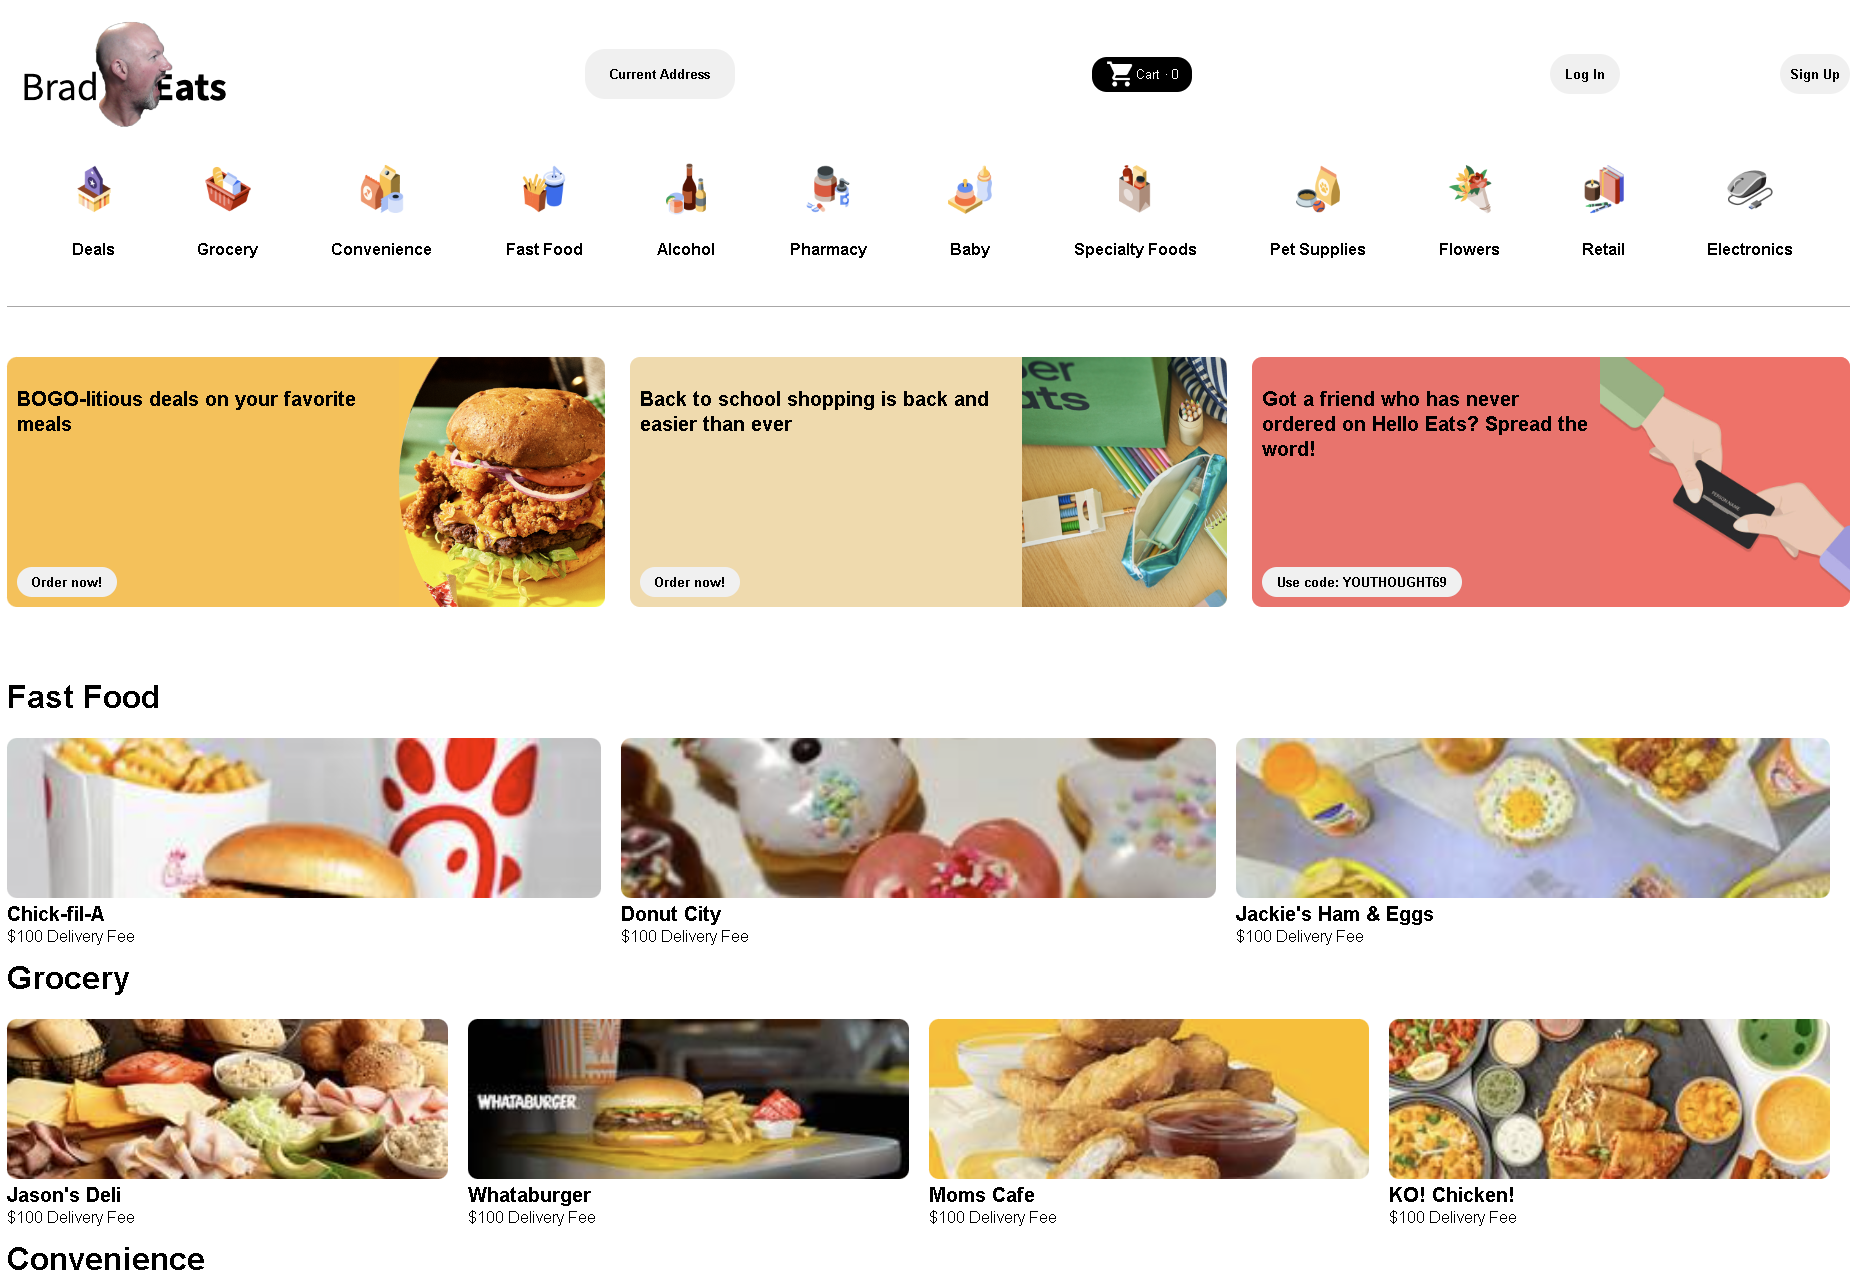 Brad Eats
Current Address
Cart · 0
Log In
Sign Up
Deals
Grocery
Convenience
Fast Food
Alcohol
Pharmacy
Baby
Specialty Foods
Pet Supplies
Flowers
Retail
Electronics
BOGO-litious deals on your favorite
meals
Order now!
Back to school shopping is back and
easier than ever
Order now!
Got a friend who has never
ordered on Hello Eats? Spread the
word!
Use code: YOUTHOUGHT69
Fast Food
Chick-fil-A
$100 Delivery Fee
Donut City
$100 Delivery Fee
Jackie's Ham & Eggs
$100 Delivery Fee
Grocery
WHATABURGER
Jason's Deli
$100 Delivery Fee
Whataburger
$100 Delivery Fee
Moms Cafe
$100 Delivery Fee
KO! Chicken!
$100 Delivery Fee
Convenience